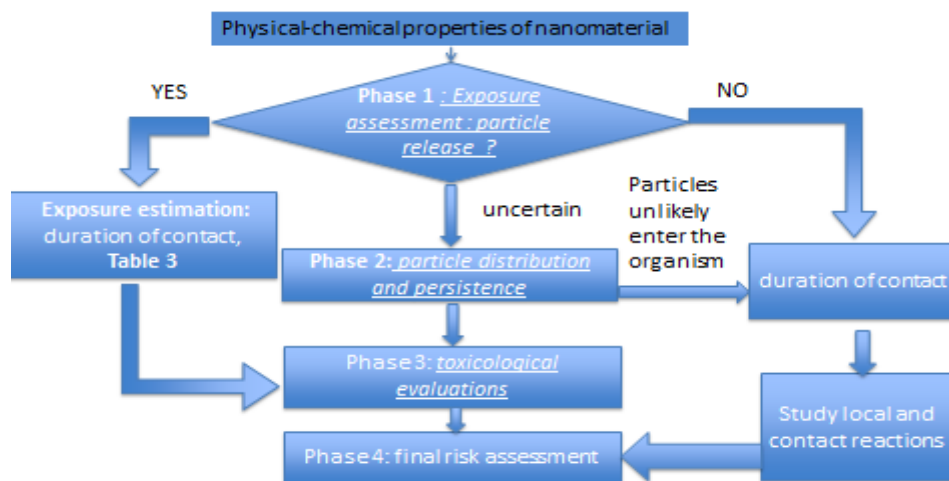 Physical-chemical properties of nanomaterial
YES
NO
Phase 1 : Exposure
assessment : particle
release ?
Exposure estimation:
duration of contact,
Table 3
uncertain
Particles
unlikely
enter the
organism
Phase 2: particle distribution
and persistence
duration of contact
Phase 3: toxicological
evaluations
Study local and
contact reactions
Phase 4: final risk assessment